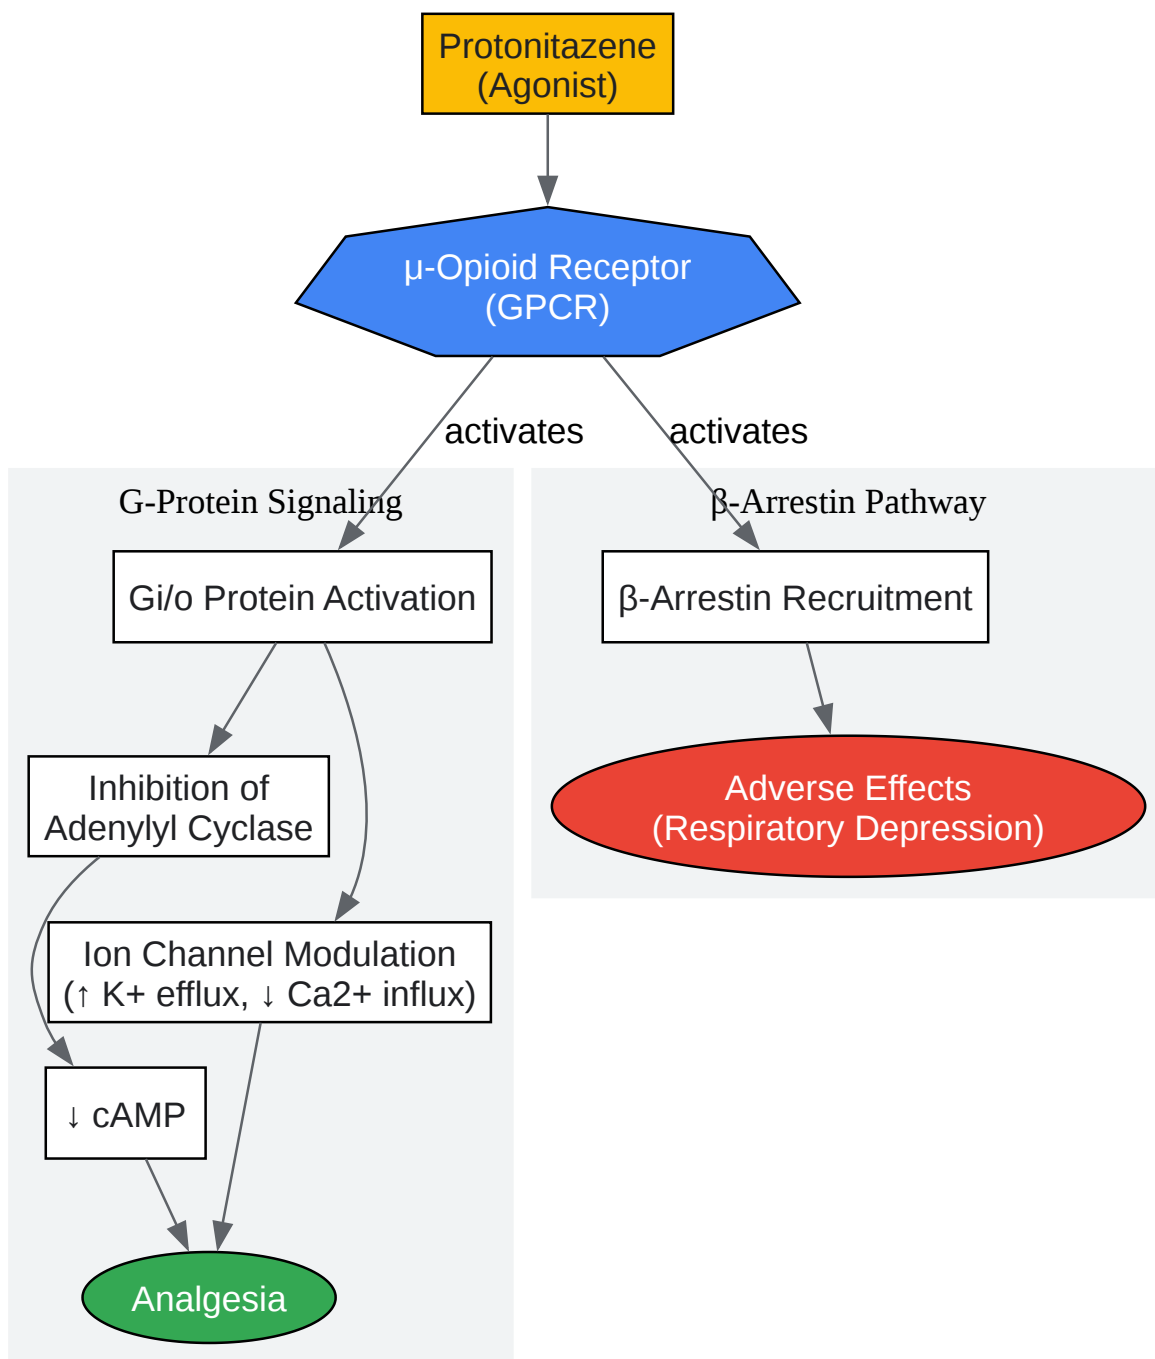 Protonitazene
(Agonist)
μ-Opioid Receptor
(GPCR)
activates
activates
G-Protein Signaling
β-Arrestin Pathway
Gi/o Protein Activation
β-Arrestin Recruitment
Inhibition of
Adenylyl Cyclase
Adverse Effects
(Respiratory Depression)
Ion Channel Modulation
(↑ K+ efflux, ↓ Ca2+ influx)
↓ cAMP
Analgesia